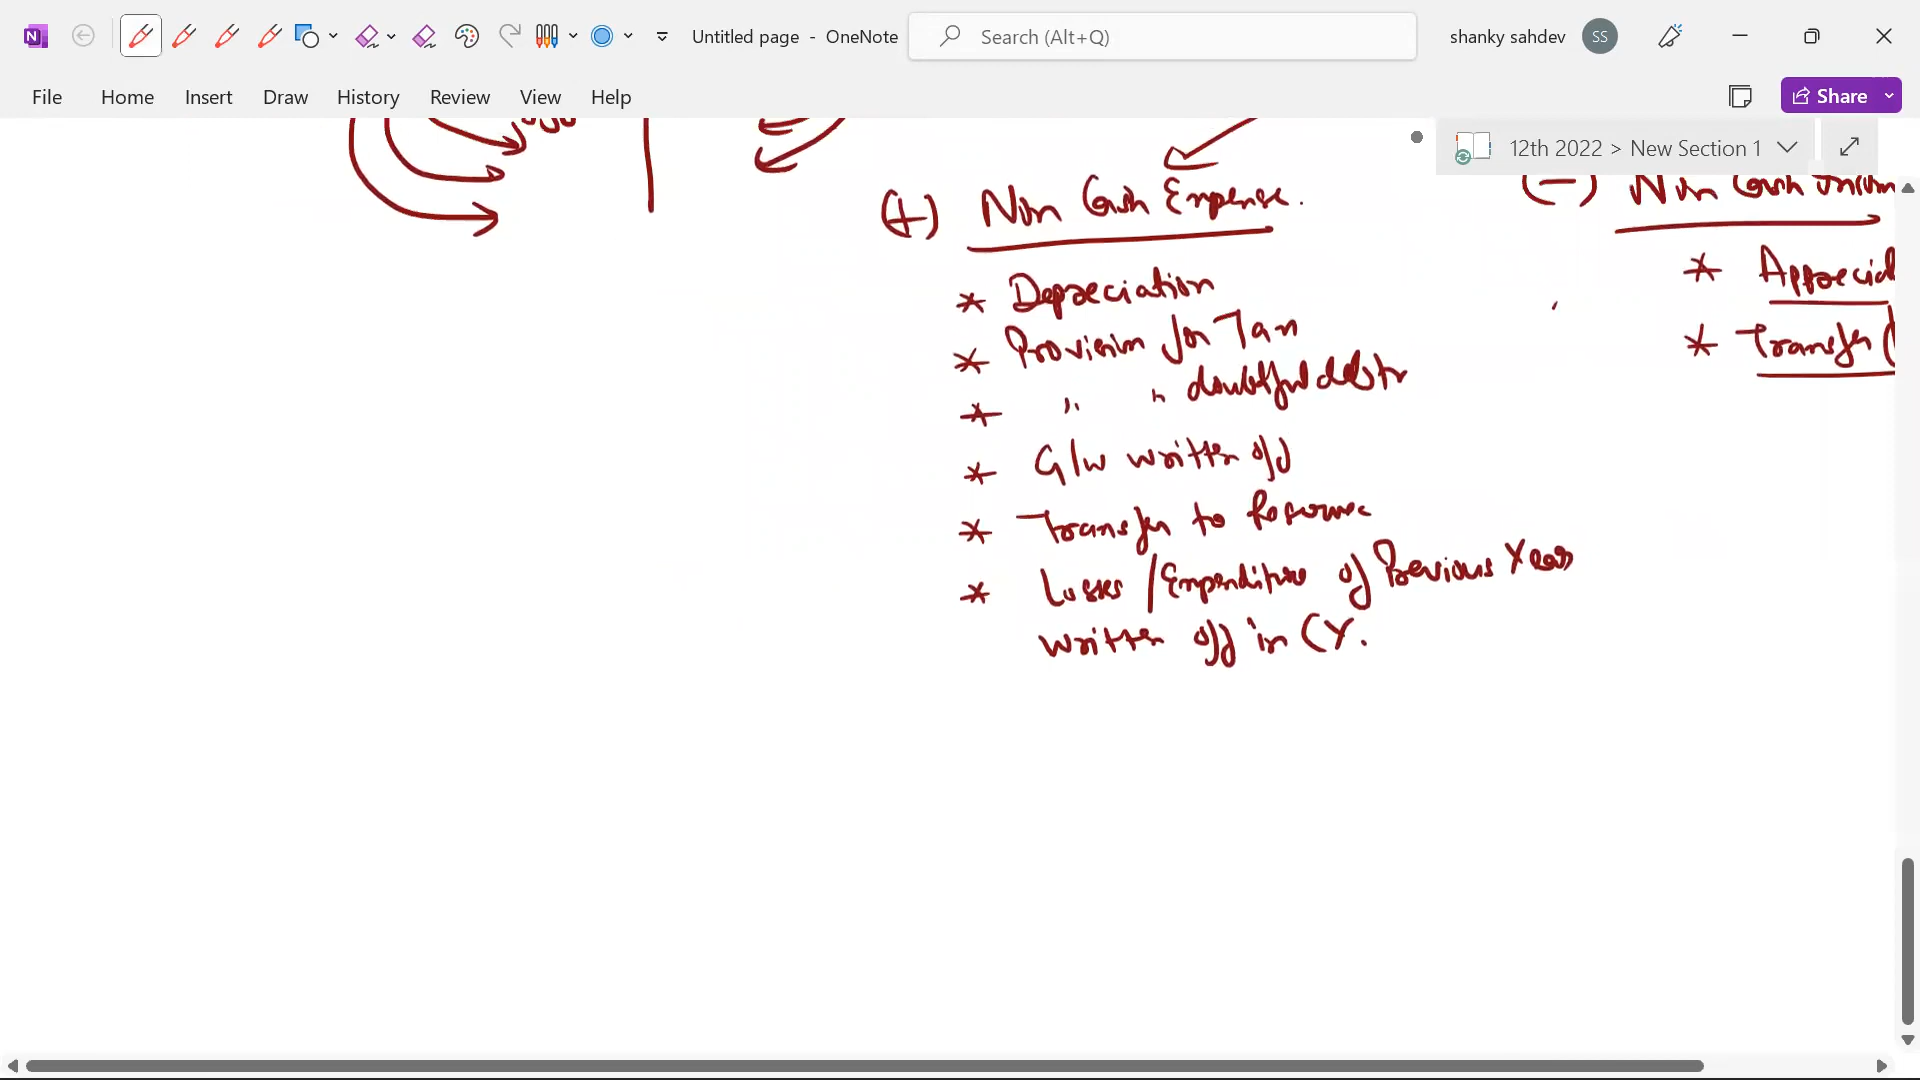 Untitled page - OneNote
Search (Alt+Q)
shanky sahdev
SS
File Home Insert Draw History Review View Help
Share
12th 2022 > New Section 1
(+) Non Cash Expense.
* Depreciation
* Provision for Tax
* " " doubtful debts
* G/w written off
* Transfer to Reserve
* Losses / Expenditure of Previous Year
written off in CY.
(-) Non Cash
*
* Transfer (